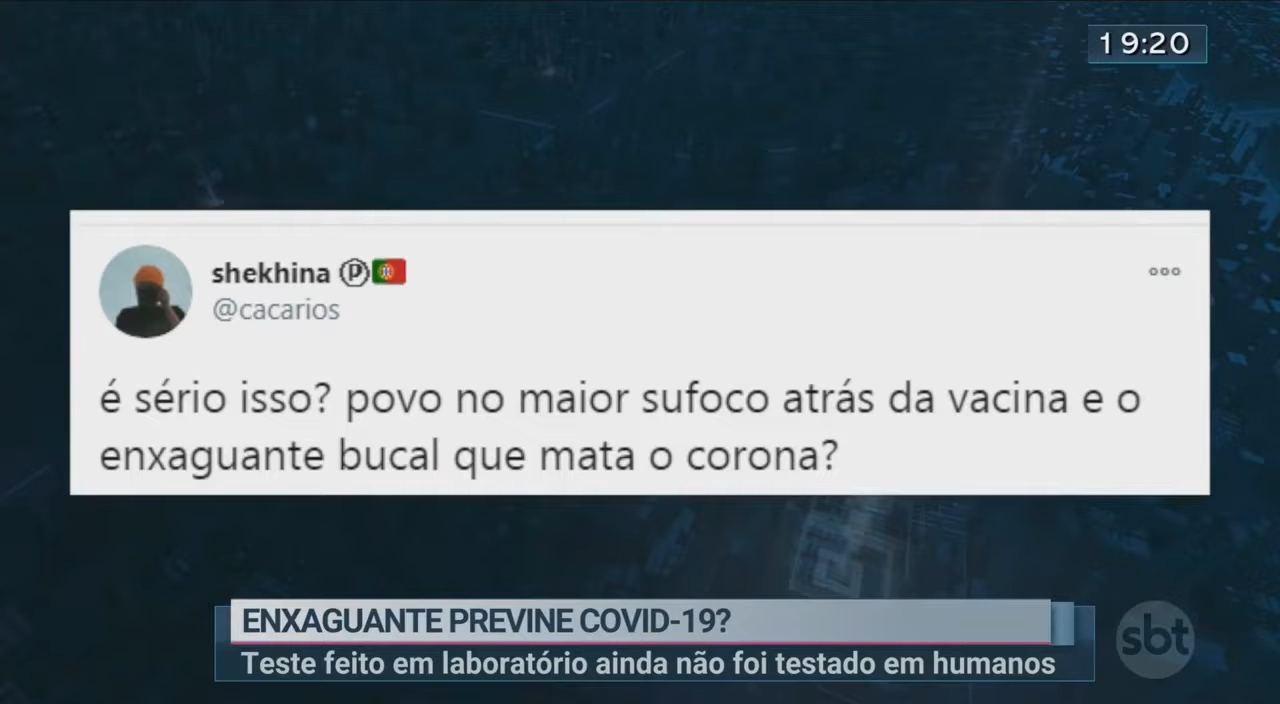 19:20
shekhina Ⓟ🇵🇹
@cacarios
é sério isso? povo no maior sufoco atrás da vacina e o
enxaguante bucal que mata o corona?
ENXAGUANTE PREVINE COVID-19?
Teste feito em laboratório ainda não foi testado em humanos
sbt